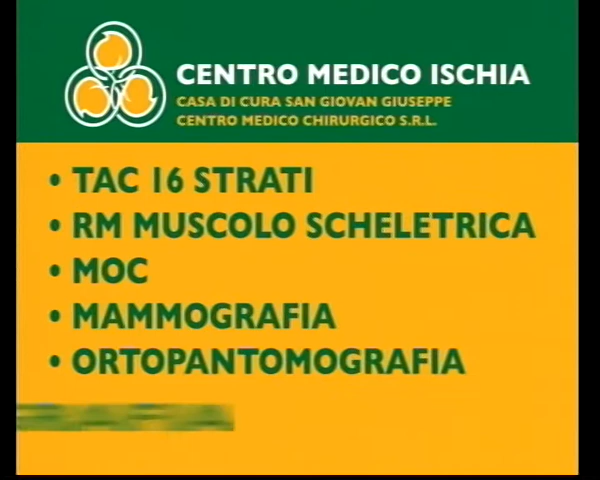 CENTRO MEDICO ISCHIA
CASA DI CURA SAN GIOVAN GIUSEPPE
CENTRO MEDICO CHIRURGICO S.R.L.
• TAC 16 STRATI
• RM MUSCOLO SCHELETRICA
• MOC
• MAMMOGRAFIA
• ORTOPANTOMOGRAFIA